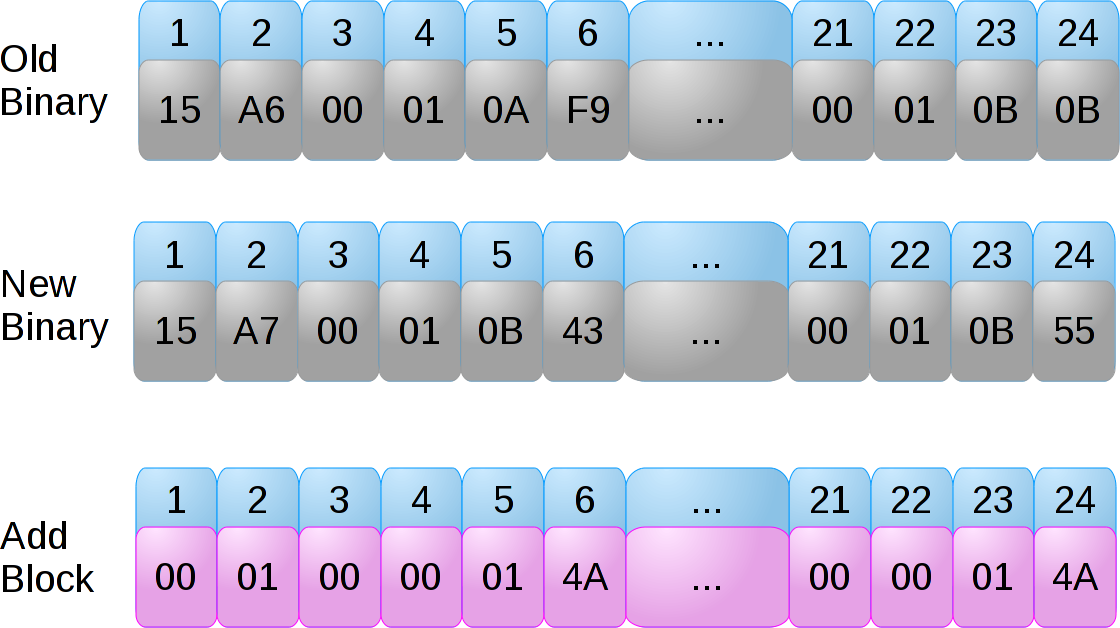 Old Binary
1 2 3 4 5 6 ... 21 22 23 24
15 A6 00 01 0A F9 ... 00 01 0B 0B
New Binary
1 2 3 4 5 6 ... 21 22 23 24
15 A7 00 01 0B 43 ... 00 01 0B 55
Add Block
1 2 3 4 5 6 ... 21 22 23 24
00 01 00 00 01 4A ... 00 00 01 4A